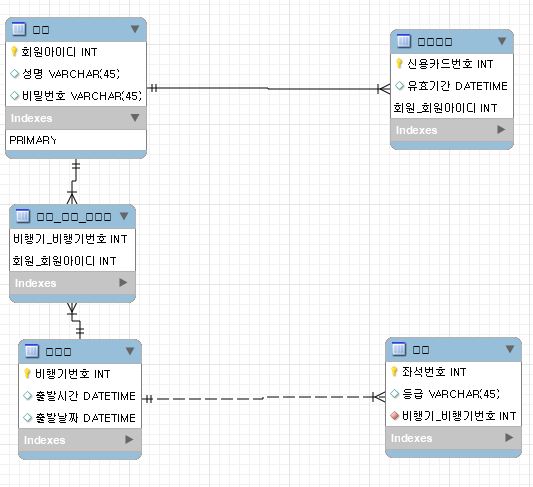 회원아이디 INT
성명 VARCHAR(45)
비밀번호 VARCHAR(45)
Indexes
PRIMARY
신용카드번호 INT
유효기간 DATETIME
회원_회원아이디 INT
Indexes
비행기_비행기번호 INT
회원_회원아이디 INT
Indexes
비행기번호 INT
출발시간 DATETIME
출발날짜 DATETIME
Indexes
좌석번호 INT
등급 VARCHAR(45)
비행기_비행기번호 INT
Indexes